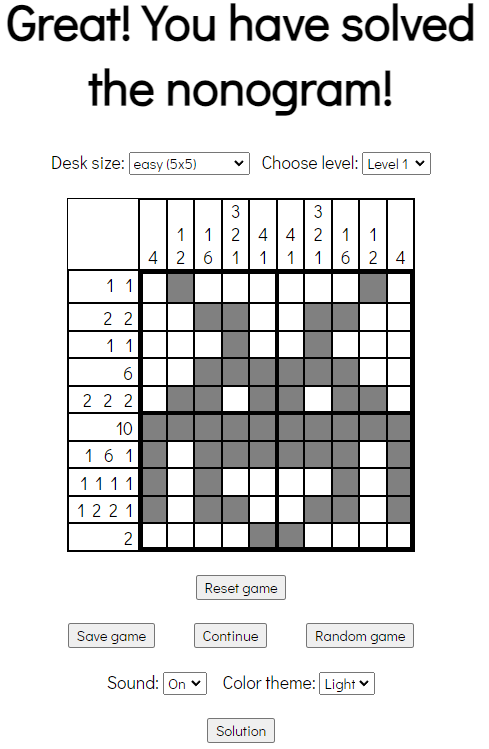 Great! You have solved
the nonogram!
Desk size: easy (5x5) Choose level: Level 1
3 3
1 1 2 4 4 2 1 1
4 2 6 1 1 1 1 6 2 4
1 1
2 2
1 1
6
2 2 2
10
1 6 1
1 1 1 1
1 2 2 1
2
Reset game
Save game Continue Random game
Sound: On Color theme: Light
Solution